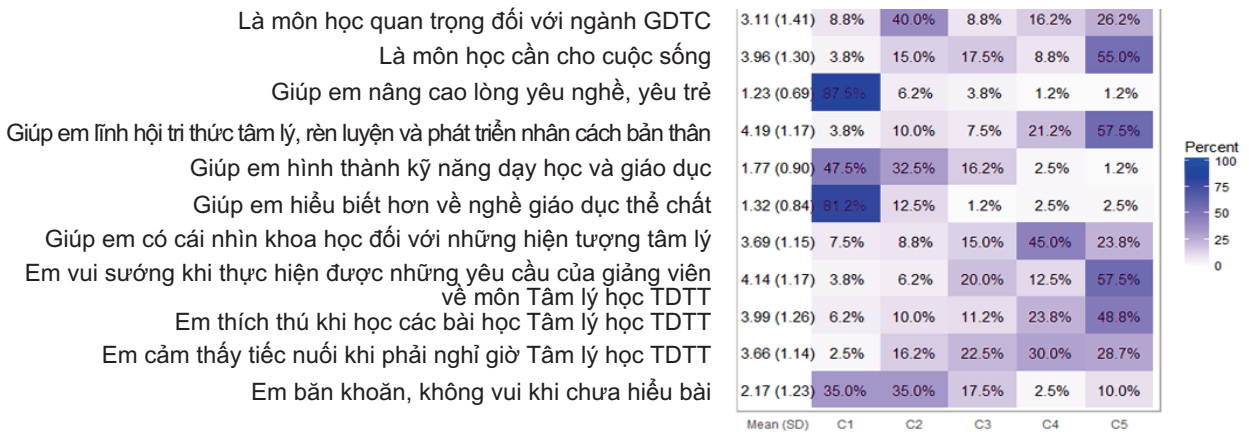 Là môn học quan trọng đối với ngành GDTC 3.11 (1.41) 8.8% 40.0% 8.8% 16.2% 26.2%
Là môn học cần cho cuộc sống 3.96 (1.30) 3.8% 15.0% 17.5% 8.8% 55.0%
Giúp em nâng cao lòng yêu nghề, yêu trẻ 1.23 (0.69) 87.5% 6.2% 3.8% 1.2% 1.2%
Giúp em lĩnh hội tri thức tâm lý, rèn luyện và phát triển nhân cách bản thân 4.19 (1.17) 3.8% 10.0% 7.5% 21.2% 57.5%
Giúp em hình thành kỹ năng dạy học và giáo dục 1.77 (0.90) 47.5% 32.5% 16.2% 2.5% 1.2%
Giúp em hiểu biết hơn về nghề giáo dục thể chất 1.32 (0.84) 81.2% 12.5% 1.2% 2.5% 2.5%
Giúp em có cái nhìn khoa học đối với những hiện tượng tâm lý 3.69 (1.15) 7.5% 8.8% 15.0% 45.0% 23.8%
Em vui sướng khi thực hiện được những yêu cầu của giảng viên
về môn Tâm lý học TDTT 4.14 (1.17) 3.8% 6.2% 20.0% 12.5% 57.5%
Em thích thú khi học các bài học Tâm lý học TDTT 3.99 (1.26) 6.2% 10.0% 11.2% 23.8% 48.8%
Em cảm thấy tiếc nuối khi phải nghỉ giờ Tâm lý học TDTT 3.66 (1.14) 2.5% 16.2% 22.5% 30.0% 28.7%
Em băn khoăn, không vui khi chưa hiểu bài 2.17 (1.23) 35.0% 35.0% 17.5% 2.5% 10.0%
Mean (SD) C1 C2 C3 C4 C5
Percent
100
75
50
25
0